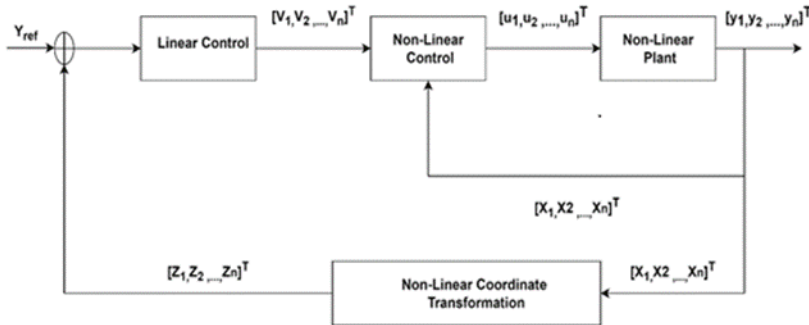 Y_ref
Linear Control
[V₁,V₂ ,...,Vₙ]ᵀ
Non-Linear
Control
[u₁,u₂ ,...,uₙ]ᵀ
Non-Linear
Plant
[y₁,y₂ ,...,yₙ]ᵀ
[X₁,X2 ,...,Xₙ]ᵀ
[Z₁,Z₂ ,...,Zₙ]ᵀ
Non-Linear Coordinate
Transformation
[X₁,X2 ,...,Xₙ]ᵀ